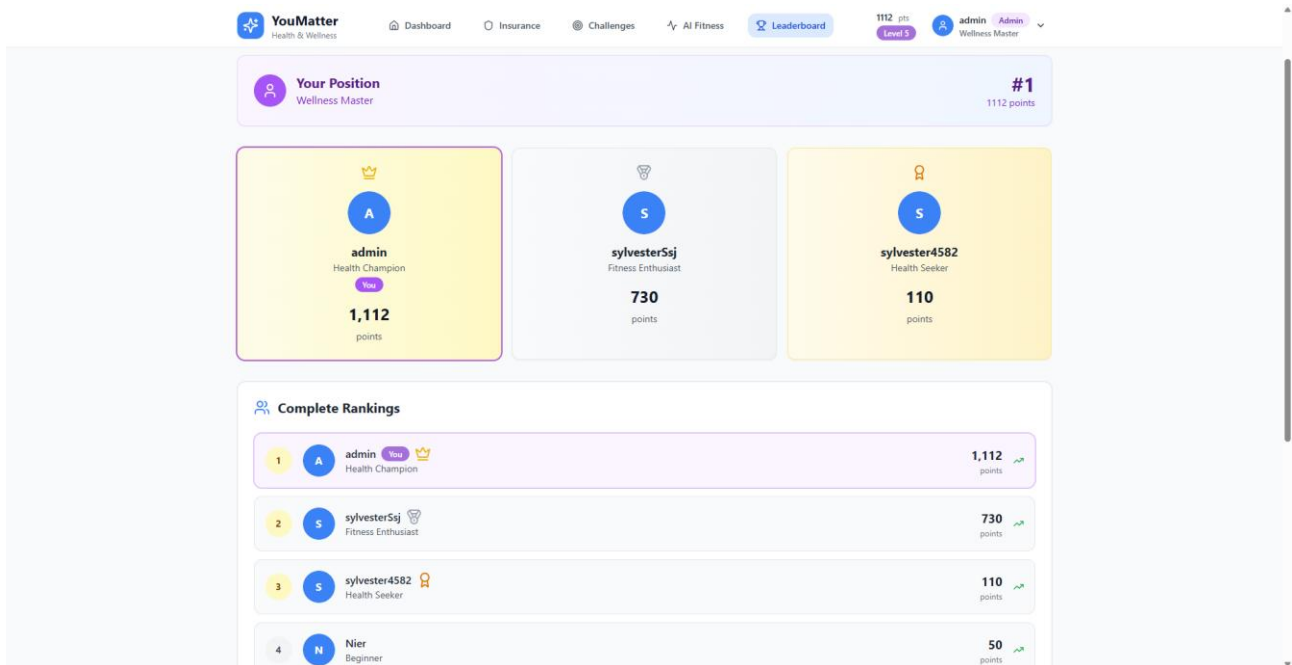 YouMatter
Health & Wellness
Dashboard
Insurance
Challenges
AI Fitness
Leaderboard
1112 pts
Level 5
admin Admin
Wellness Master
Your Position
Wellness Master
#1
1112 points
A
admin
Health Champion
You
1,112
points
S
sylvesterSsj
Fitness Enthusiast
730
points
S
sylvester4582
Health Seeker
110
points
Complete Rankings
1
A
admin You
Health Champion
1,112
points
2
S
sylvesterSsj
Fitness Enthusiast
730
points
3
S
sylvester4582
Health Seeker
110
points
4
N
Nier
Beginner
50
points